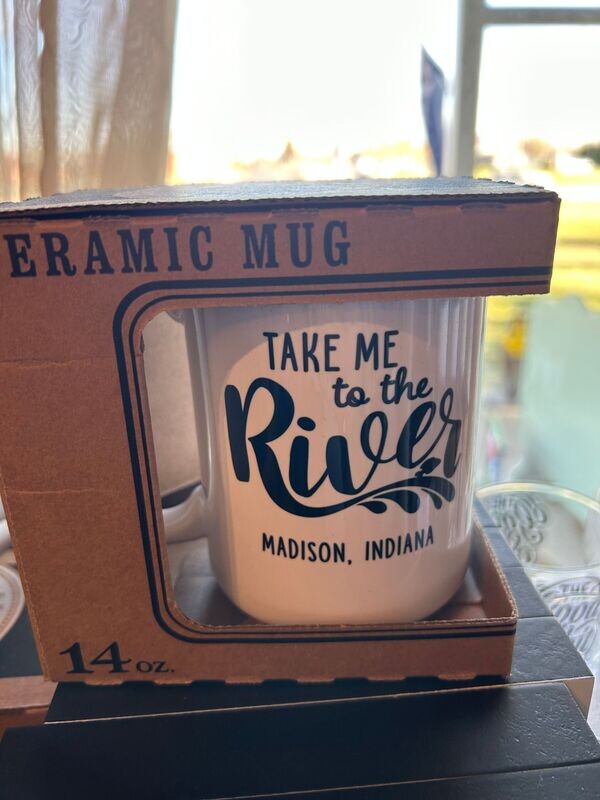 ERAMIC MUG
TAKE ME
to the
River
MADISON, INDIANA
14 OZ.